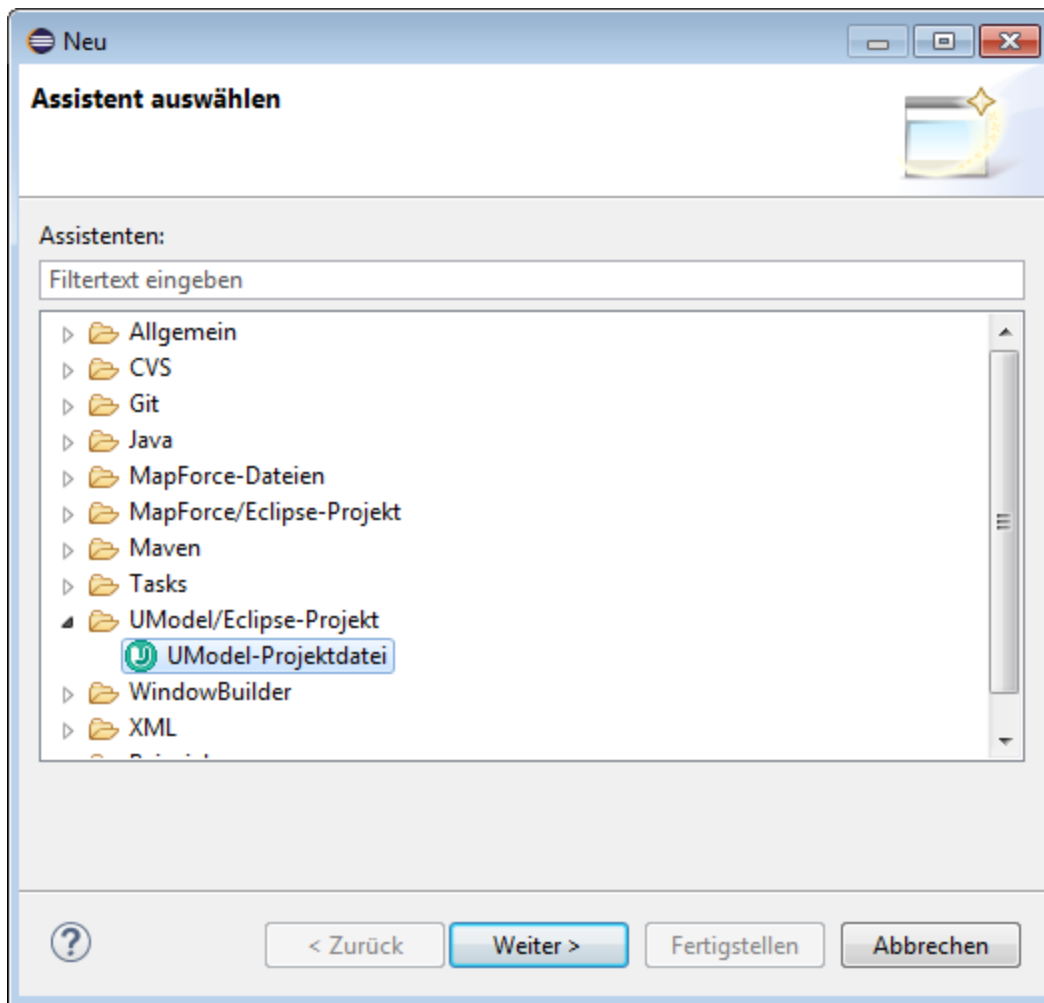 Neu
Assistent auswählen
Assistenten:
Filtertext eingeben
Allgemein
CVS
Git
Java
MapForce-Dateien
MapForce/Eclipse-Projekt
Maven
Tasks
UModel/Eclipse-Projekt
UModel-Projektdatei
WindowBuilder
XML
< Zurück Weiter > Fertigstellen Abbrechen